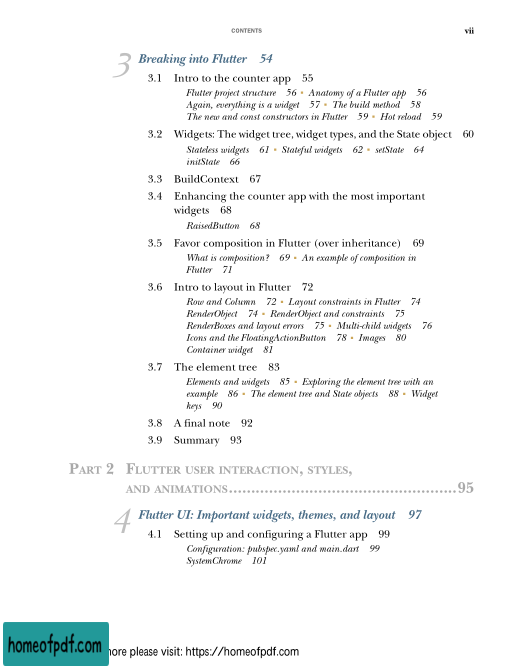 CONTENTS vii
3 Breaking into Flutter 54
3.1 Intro to the counter app 55
Flutter project structure 56 ▪ Anatomy of a Flutter app 56
Again, everything is a widget 57 ▪ The build method 58
The new and const constructors in Flutter 59 ▪ Hot reload 59
3.2 Widgets: The widget tree, widget types, and the State object 60
Stateless widgets 61 ▪ Stateful widgets 62 ▪ setState 64
initState 66
3.3 BuildContext 67
3.4 Enhancing the counter app with the most important
widgets 68
RaisedButton 68
3.5 Favor composition in Flutter (over inheritance) 69
What is composition? 69 ▪ An example of composition in
Flutter 71
3.6 Intro to layout in Flutter 72
Row and Column 72 ▪ Layout constraints in Flutter 74
RenderObject 74 ▪ RenderObject and constraints 75
RenderBoxes and layout errors 75 ▪ Multi-child widgets 76
Icons and the FloatingActionButton 78 ▪ Images 80
Container widget 81
3.7 The element tree 83
Elements and widgets 85 ▪ Exploring the element tree with an
example 86 ▪ The element tree and State objects 88 ▪ Widget
keys 90
3.8 A final note 92
3.9 Summary 93
PART 2 FLUTTER USER INTERACTION, STYLES,
AND ANIMATIONS...................................................95
4 Flutter UI: Important widgets, themes, and layout 97
4.1 Setting up and configuring a Flutter app 99
Configuration: pubspec.yaml and main.dart 99
SystemChrome 101
homeofpdf.com
please visit: https://homeofpdf.com